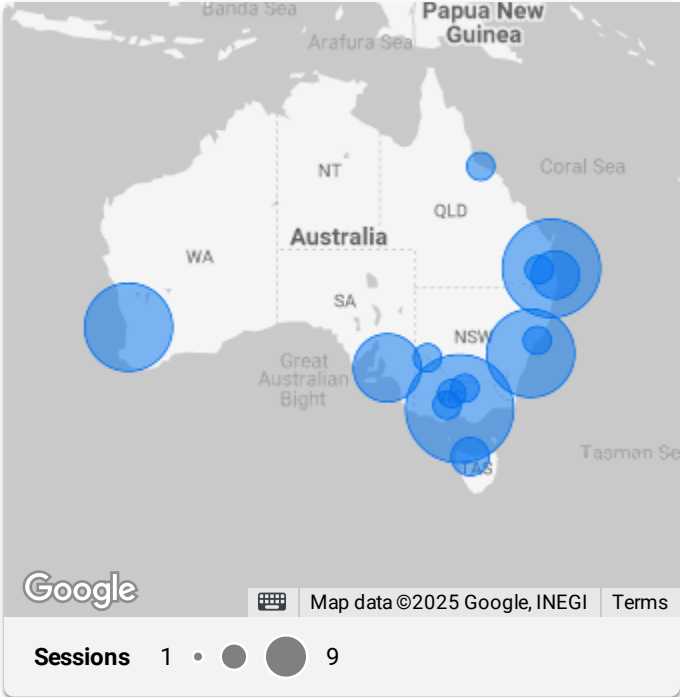 Banda Sea
Papua New
Guinea
Arafura Sea
Coral Sea
NT
QLD
Australia
WA
SA
NSW
Great
Australian
Bight
Tasman Se
TAS
Google
Map data ©2025 Google, INEGI
Terms
Sessions 1 9